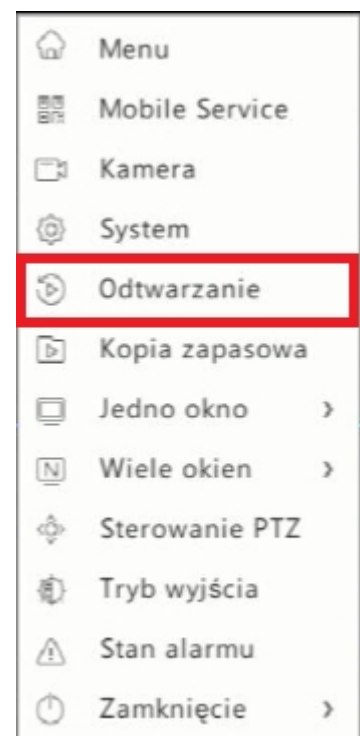 Menu
Mobile Service
Kamera
System
Odtwarzanie
Kopia zapasowa
Jedno okno >
Wiele okien >
Sterowanie PTZ
Tryb wyjścia
Stan alarmu
Zamknięcie >